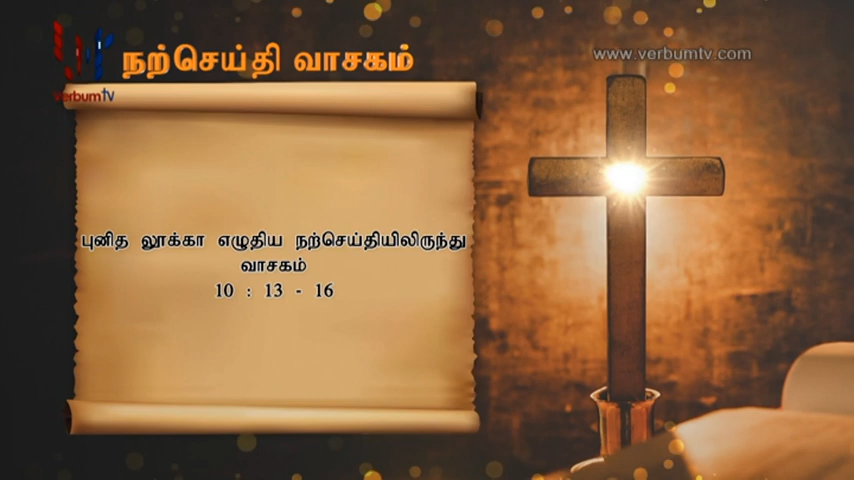 நற்செய்தி வாசகம்
www.verbumtv.com
verbumtv
புனித லூக்கா எழுதிய நற்செய்தியிலிருந்து
வாசகம்
10 : 13 - 16